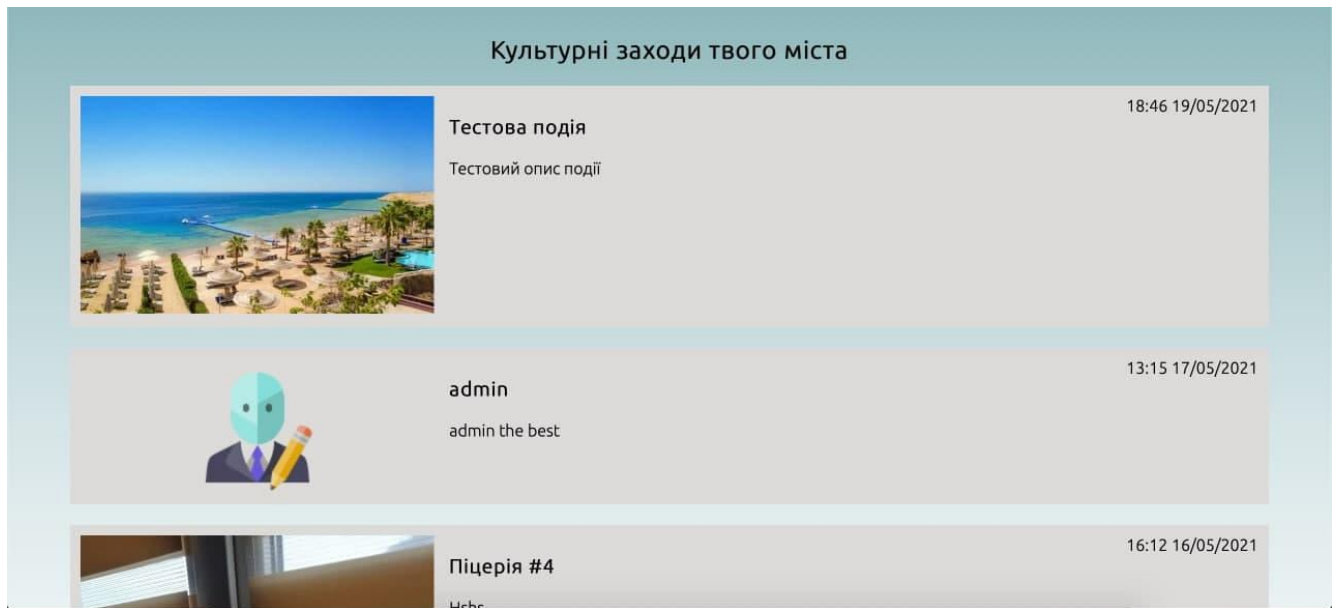 Культурні заходи твого міста
18:46 19/05/2021
Тестова подія
Тестовий опис події
13:15 17/05/2021
admin
admin the best
16:12 16/05/2021
Піцерія #4